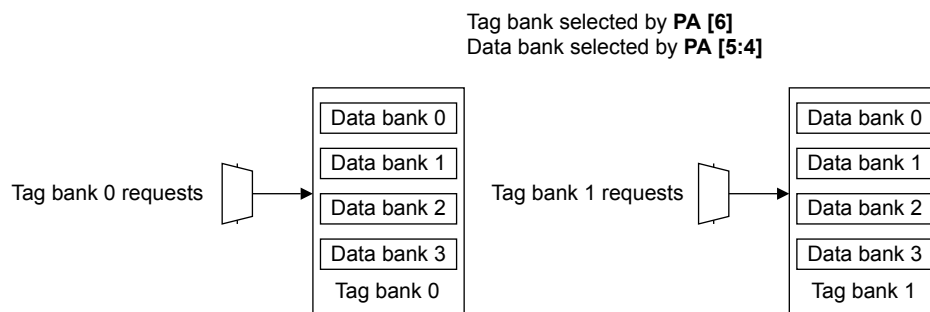 Tag bank selected by PA [6]
Data bank selected by PA [5:4]
Tag bank 0 requests
Data bank 0
Data bank 1
Data bank 2
Data bank 3
Tag bank 0
Tag bank 1 requests
Data bank 0
Data bank 1
Data bank 2
Data bank 3
Tag bank 1